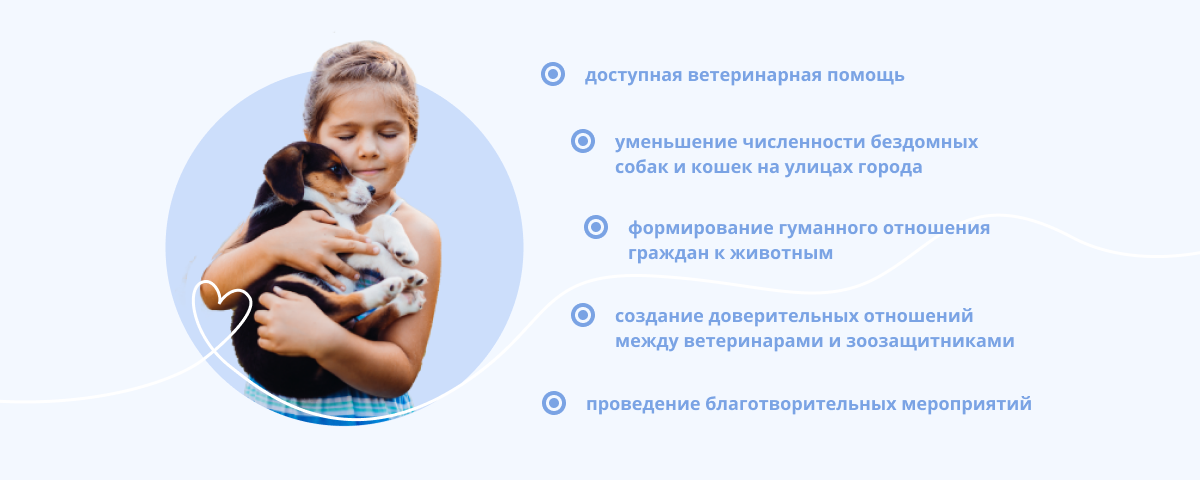 доступная ветеринарная помощь
уменьшение численности бездомных
собак и кошек на улицах города
формирование гуманного отношения
граждан к животным
создание доверительных отношений
между ветеринарами и зоозащитниками
проведение благотворительных мероприятий